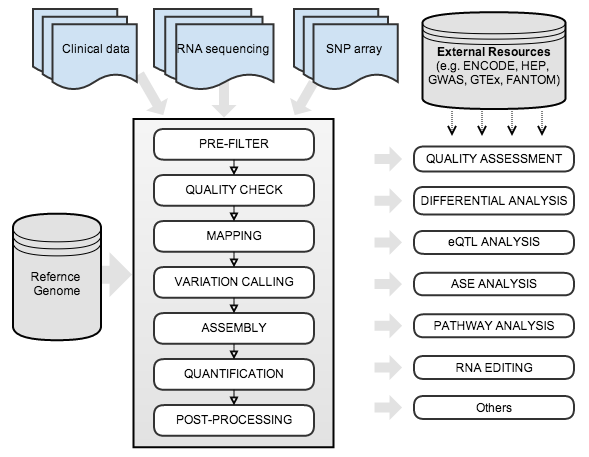 Clinical data
RNA sequencing
SNP array
External Resources
(e.g. ENCODE, HEP,
GWAS, GTEx, FANTOM)
Refernce
Genome
PRE-FILTER
QUALITY CHECK
MAPPING
VARIATION CALLING
ASSEMBLY
QUANTIFICATION
POST-PROCESSING
QUALITY ASSESSMENT
DIFFERENTIAL ANALYSIS
eQTL ANALYSIS
ASE ANALYSIS
PATHWAY ANALYSIS
RNA EDITING
Others